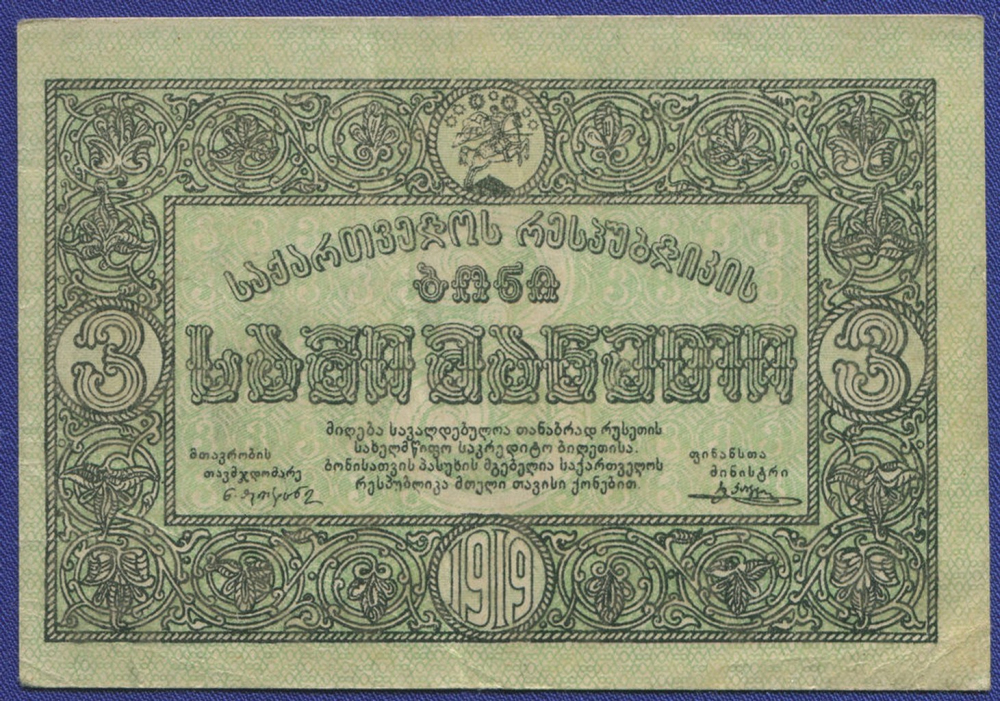 საქართველოს რესპუბლიკის
ბონი
სამი მანეთი
3
3
მიღება სავალდებულოა თანაბრად რუსეთის
სახელმწიფო საკრედიტო ბილეთისა.
ბონისათვის პასუხის მგებელია საქართველოს
რესპუბლიკა მთელი თავისი ქონებით.
მთავრობის
თავმჯდომარე
ფინანსთა
მინისტრი
1919